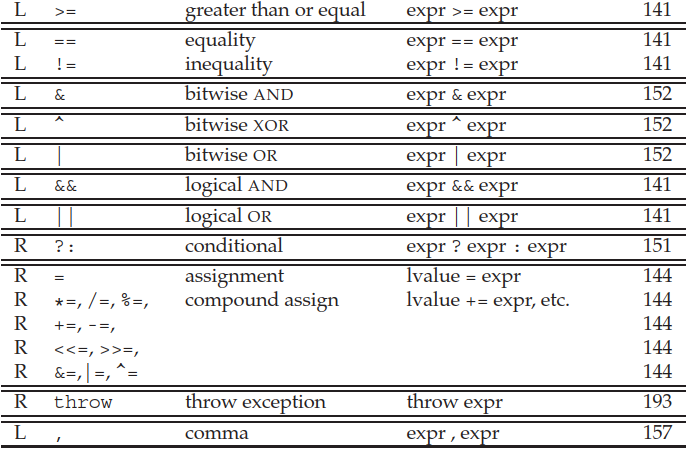 L >= greater than or equal expr >= expr 141
L == equality expr == expr 141
L != inequality expr != expr 141
L & bitwise AND expr & expr 152
L ^ bitwise XOR expr ^ expr 152
L | bitwise OR expr | expr 152
L && logical AND expr && expr 141
L || logical OR expr || expr 141
R ?: conditional expr ? expr : expr 151
R = assignment lvalue = expr 144
R *=, /=, %=, compound assign lvalue += expr, etc. 144
R +=, -=, 144
R <<=, >>=, 144
R &=,|=, ^= 144
R throw throw exception throw expr 193
L , comma expr , expr 157